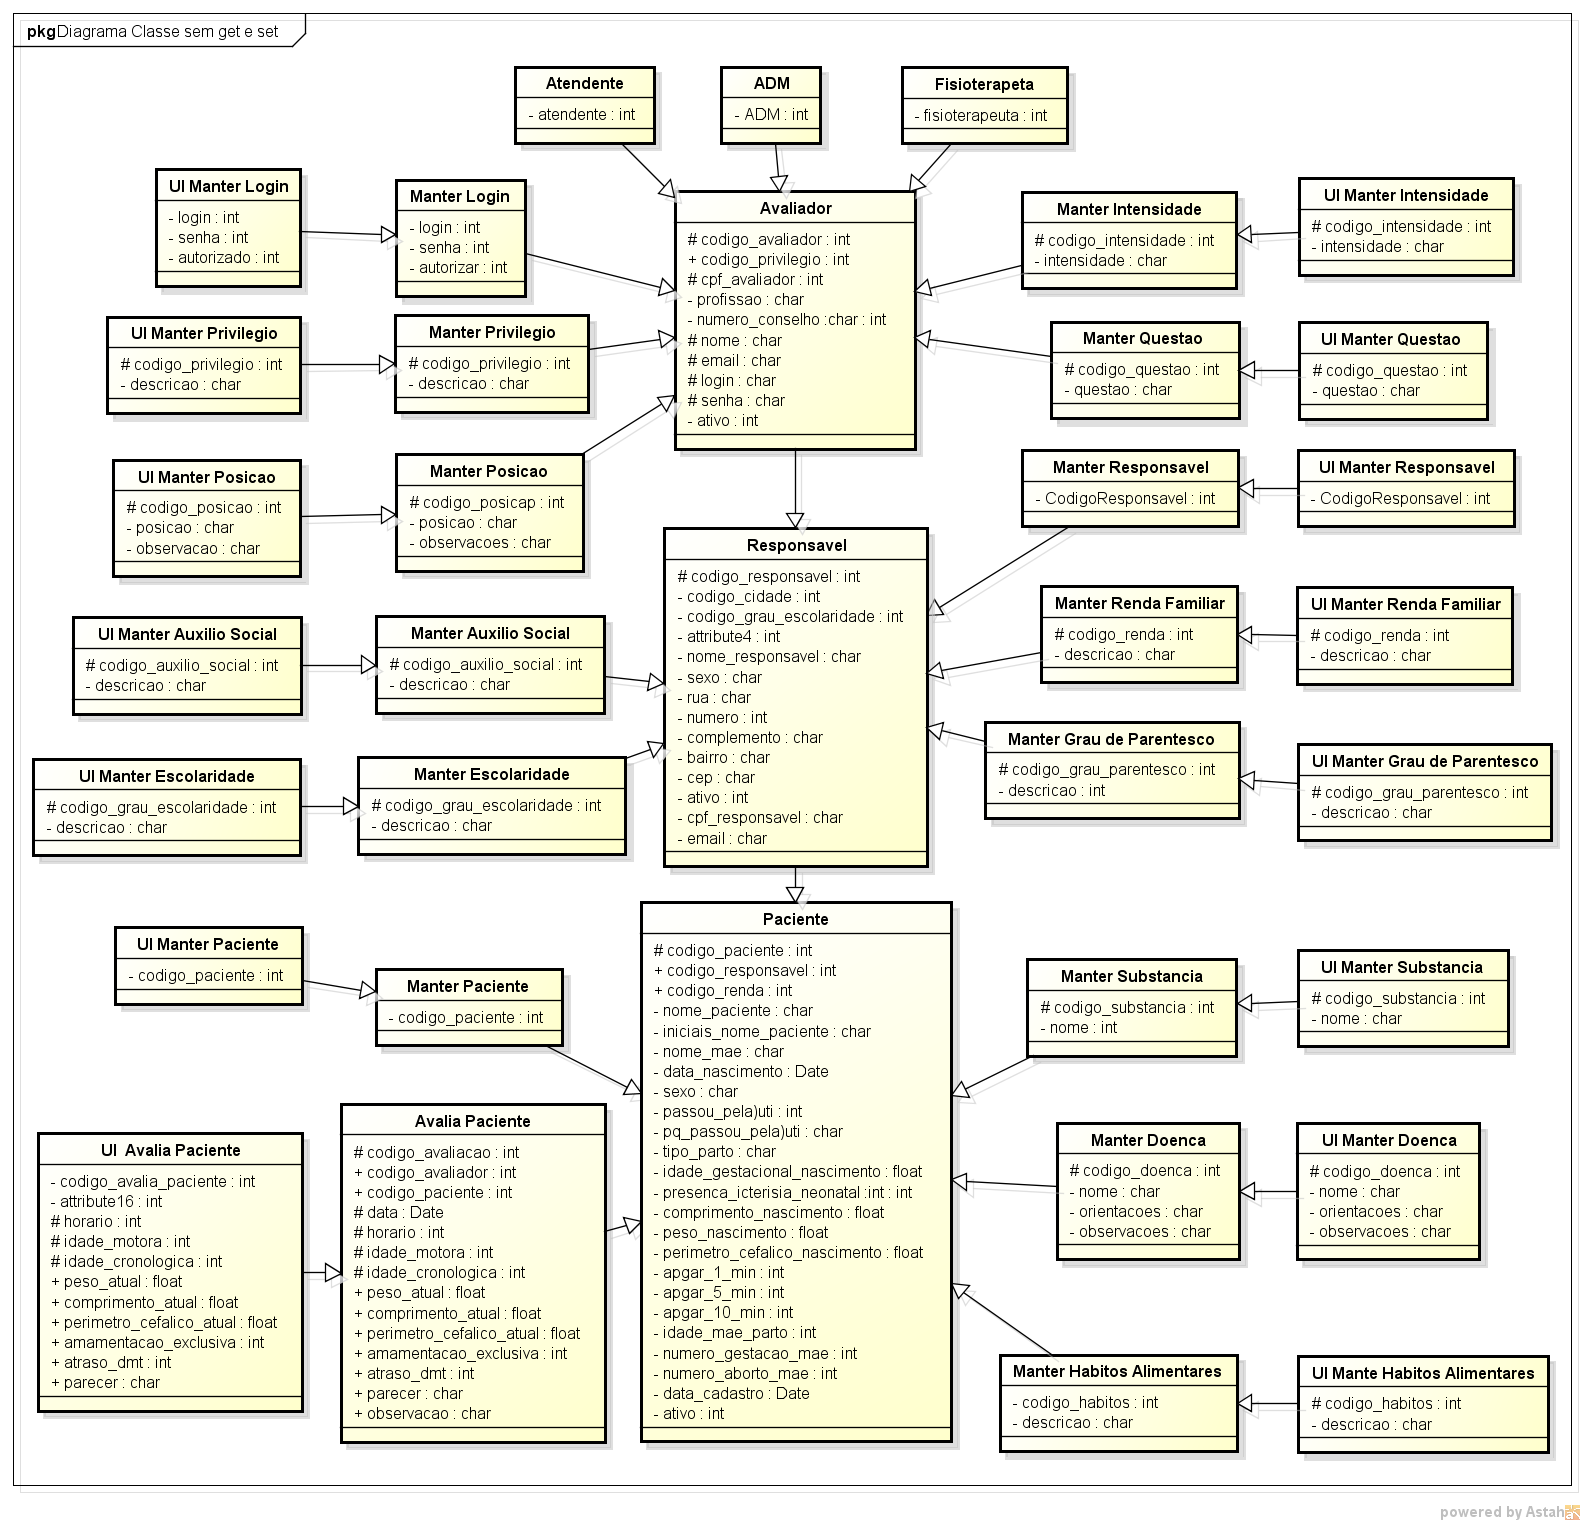 pkg Diagrama Classe sem get e set
Atendente
- atendente : int
ADM
- ADM : int
Fisioterapeta
- fisioterapeuta : int
UI Manter Login
- login : int
- senha : int
- autorizado : int
Manter Login
- login : int
- senha : int
- autorizar : int
Avaliador
# codigo_avaliador : int
+ codigo_privilegio : int
# cpf_avaliador : int
- profissao : char
- numero_conselho :char : int
# nome : char
# email : char
# login : char
# senha : char
- ativo : int
Manter Intensidade
# codigo_intensidade : int
- intensidade : char
UI Manter Intensidade
# codigo_intensidade : int
- intensidade : char
UI Manter Privilegio
# codigo_privilegio : int
- descricao : char
Manter Privilegio
# codigo_privilegio : int
- descricao : char
Manter Questao
# codigo_questao : int
- questao : char
UI Manter Questao
# codigo_questao : int
- questao : char
UI Manter Posicao
# codigo_posicao : int
- posicao : char
- observacao : char
Manter Posicao
# codigo_posicap : int
- posicao : char
- observacoes : char
Manter Responsavel
- CodigoResponsavel : int
UI Manter Responsavel
- CodigoResponsavel : int
Responsavel
# codigo_responsavel : int
- codigo_cidade : int
- codigo_grau_escolaridade : int
- attribute4 : int
- nome_responsavel : char
- sexo : char
- rua : char
- numero : int
- complemento : char
- bairro : char
- cep : char
- ativo : int
- cpf_responsavel : char
- email : char
Manter Renda Familiar
# codigo_renda : int
- descricao : char
UI Manter Renda Familiar
# codigo_renda : int
- descricao : char
UI Manter Auxilio Social
# codigo_auxilio_social : int
- descricao : char
Manter Auxilio Social
# codigo_auxilio_social : int
- descricao : char
Manter Grau de Parentesco
# codigo_grau_parentesco : int
- descricao : int
UI Manter Grau de Parentesco
# codigo_grau_parentesco : int
- descricao : char
UI Manter Escolaridade
# codigo_grau_escolaridade : int
- descricao : char
Manter Escolaridade
# codigo_grau_escolaridade : int
- descricao : char
UI Manter Paciente
- codigo_paciente : int
Manter Paciente
- codigo_paciente : int
Paciente
# codigo_paciente : int
+ codigo_responsavel : int
+ codigo_renda : int
- nome_paciente : char
- iniciais_nome_paciente : char
- nome_mae : char
- data_nascimento : Date
- sexo : char
- passou_pela)uti : int
- pq_passou_pela)uti : char
- tipo_parto : char
- idade_gestacional_nascimento : float
- presenca_icterisia_neonatal :int : int
- comprimento_nascimento : float
- peso_nascimento : float
- perimetro_cefalico_nascimento : float
- apgar_1_min : int
- apgar_5_min : int
- apgar_10_min : int
- idade_mae_parto : int
- numero_gestacao_mae : int
- numero_aborto_mae : int
- data_cadastro : Date
- ativo : int
Manter Substancia
# codigo_substancia : int
- nome : int
UI Manter Substancia
# codigo_substancia : int
- nome : char
UI  Avalia Paciente
- codigo_avalia_paciente : int
- attribute16 : int
# horario : int
# idade_motora : int
# idade_cronologica : int
+ peso_atual : float
+ comprimento_atual : float
+ perimetro_cefalico_atual : float
+ amamentacao_exclusiva : int
+ atraso_dmt : int
+ parecer : char
Avalia Paciente
# codigo_avaliacao : int
+ codigo_avaliador : int
+ codigo_paciente : int
# data : Date
# horario : int
# idade_motora : int
# idade_cronologica : int
+ peso_atual : float
+ comprimento_atual : float
+ perimetro_cefalico_atual : float
+ amamentacao_exclusiva : int
+ atraso_dmt : int
+ parecer : char
+ observacao : char
Manter Doenca
# codigo_doenca : int
- nome : char
- orientacoes : char
- observacoes : char
UI Manter Doenca
# codigo_doenca : int
- nome : char
- orientacoes : char
- observacoes : char
Manter Habitos Alimentares
- codigo_habitos : int
- descricao : char
UI Mante Habitos Alimentares
# codigo_habitos : int
- descricao : char
powered by Astah